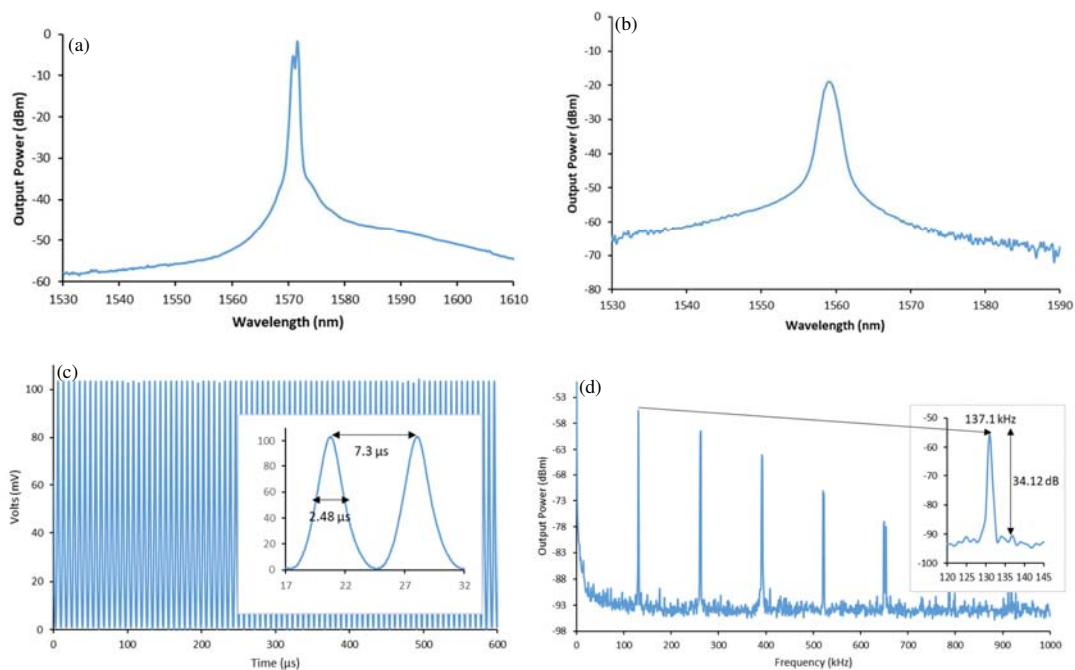 (a)
0
-10
-20
-30
-40
-50
-60
Output Power (dBm)
1530 1540 1550 1560 1570 1580 1590 1600 1610
Wavelength (nm)
(b)
0
-10
-20
-30
-40
-50
-60
-70
-80
Output Power (dBm)
1530 1540 1550 1560 1570 1580 1590
Wavelength (nm)
(c)
100
80
60
40
20
0
Volts (mV)
0 100 200 300 400 500 600
Time (µs)
100
80
60
40
20
0
7.3 µs
2.48 µs
17 22 27 32
(d)
-53
-58
-63
-68
-73
-78
-83
-88
-93
-98
Output Power (dBm)
0 100 200 300 400 500 600 700 800 900 1000
Frequency (kHz)
-50
-60
-70
-80
-90
-100
137.1 kHz
34.12 dB
120 125 130 135 140 145